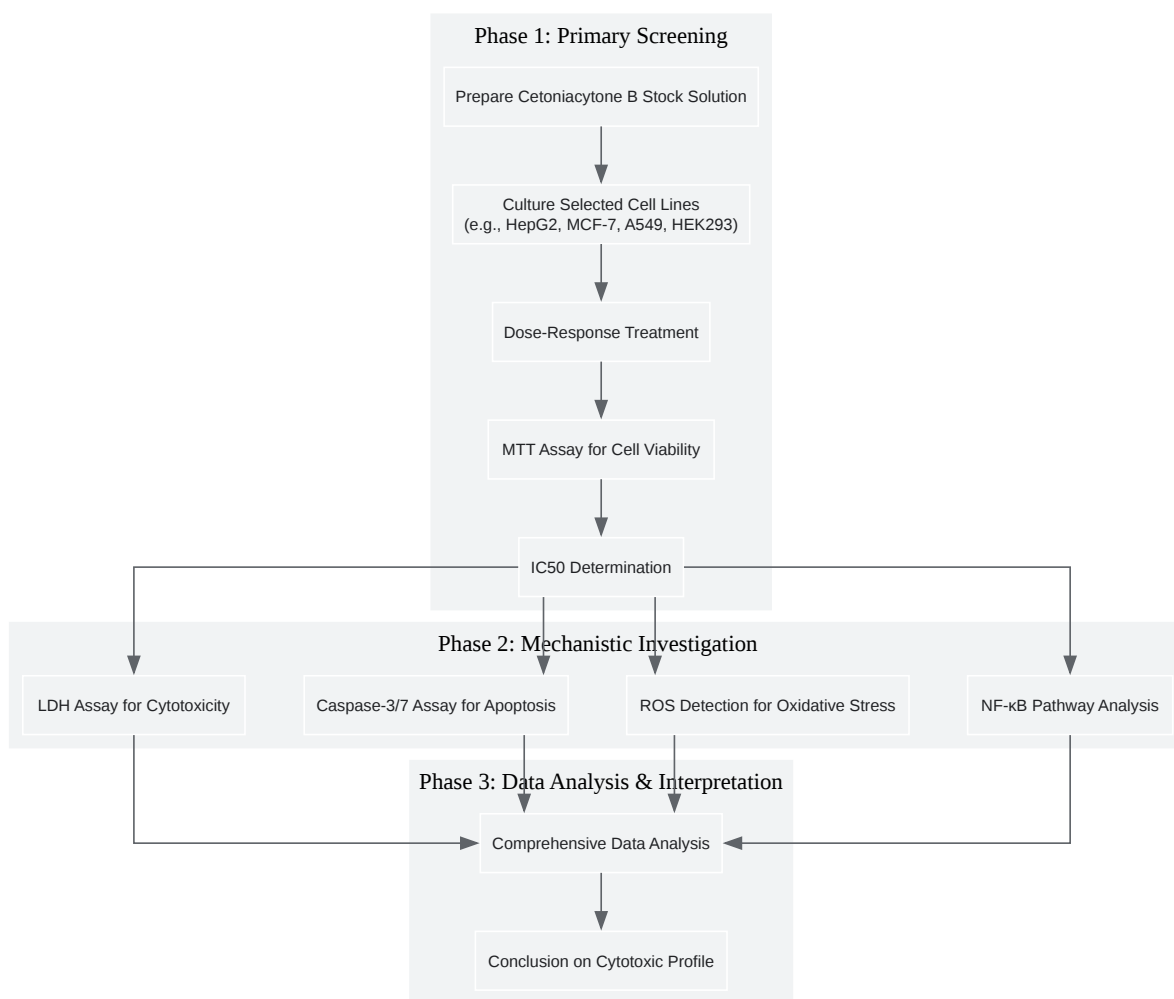 Phase 1: Primary Screening
Prepare Cetoniacytone B Stock Solution
Culture Selected Cell Lines
(e.g., HepG2, MCF-7, A549, HEK293)
Dose-Response Treatment
MTT Assay for Cell Viability
IC50 Determination
Phase 2: Mechanistic Investigation
LDH Assay for Cytotoxicity
Caspase-3/7 Assay for Apoptosis
ROS Detection for Oxidative Stress
NF-κB Pathway Analysis
Phase 3: Data Analysis & Interpretation
Comprehensive Data Analysis
Conclusion on Cytotoxic Profile